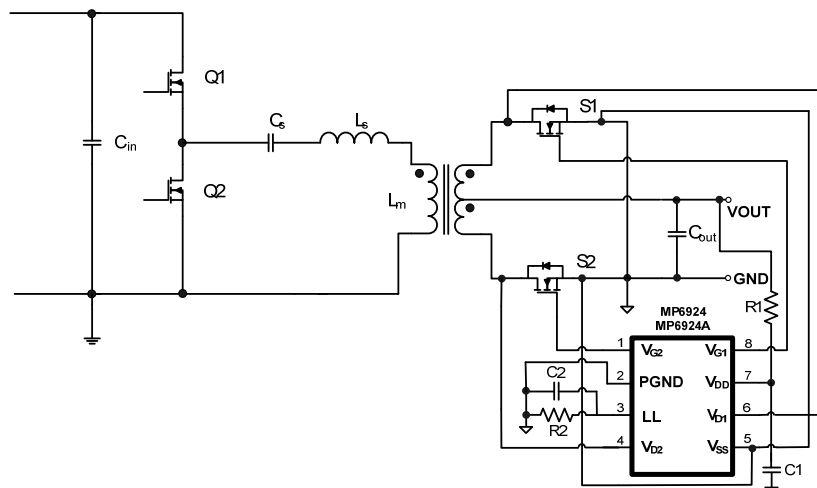 Q1
S1
Cs
Ls
Cin
Q2
Lm
VOUT
Cout
S2
GND
R1
MP6924
MP6924A
1
VG2
VG1
8
C2
2
PGND
VDD
7
3
LL
VD1
6
R2
4
VD2
VSS
5
C1